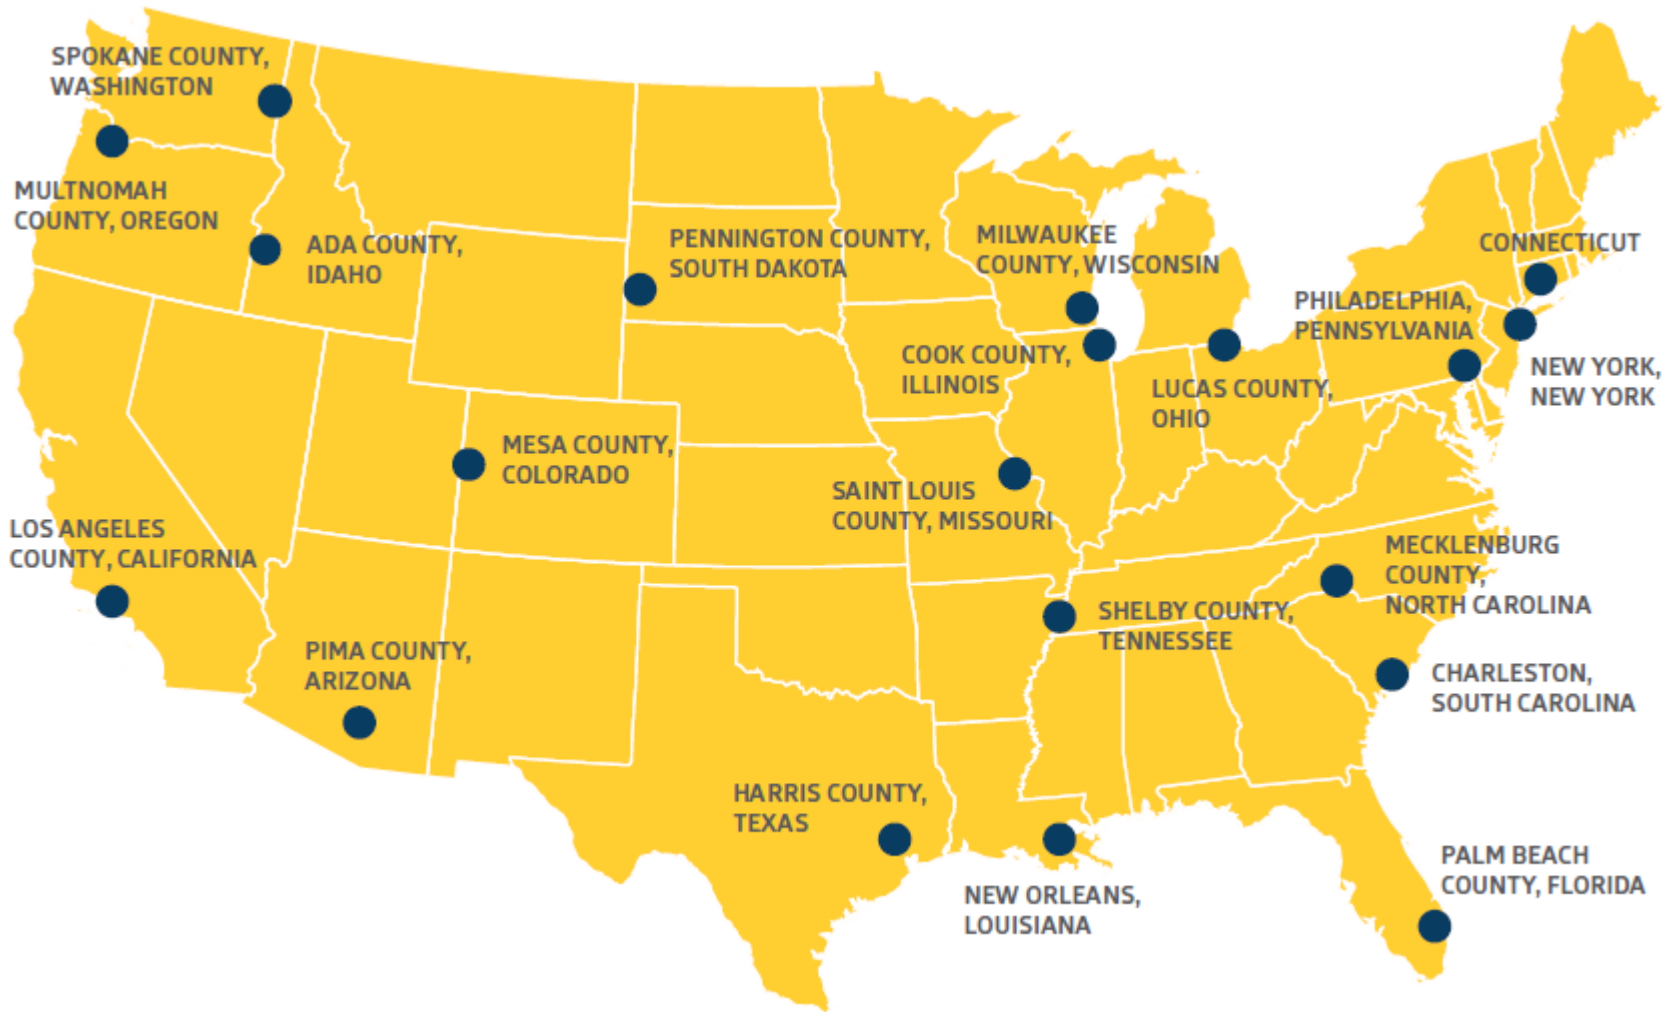 SPOKANE COUNTY,
WASHINGTON
MULTNOMAH
COUNTY, OREGON
ADA COUNTY,
IDAHO
PENNINGTON COUNTY,
SOUTH DAKOTA
MILWAUKEE
COUNTY, WISCONSIN
CONNECTICUT
PHILADELPHIA,
PENNSYLVANIA
COOK COUNTY,
ILLINOIS
LUCAS COUNTY,
OHIO
NEW YORK,
NEW YORK
MESA COUNTY,
COLORADO
SAINT LOUIS
COUNTY, MISSOURI
LOS ANGELES
COUNTY, CALIFORNIA
MECKLENBURG
COUNTY,
NORTH CAROLINA
SHELBY COUNTY,
TENNESSEE
PIMA COUNTY,
ARIZONA
CHARLESTON,
SOUTH CAROLINA
HARRIS COUNTY,
TEXAS
PALM BEACH
COUNTY, FLORIDA
NEW ORLEANS,
LOUISIANA